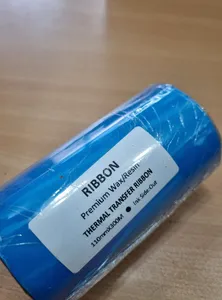 RIBBON
Premium Wax/Resin
THERMAL TRANSFER RIBBON
110mmX300M ● Ink Side-Out